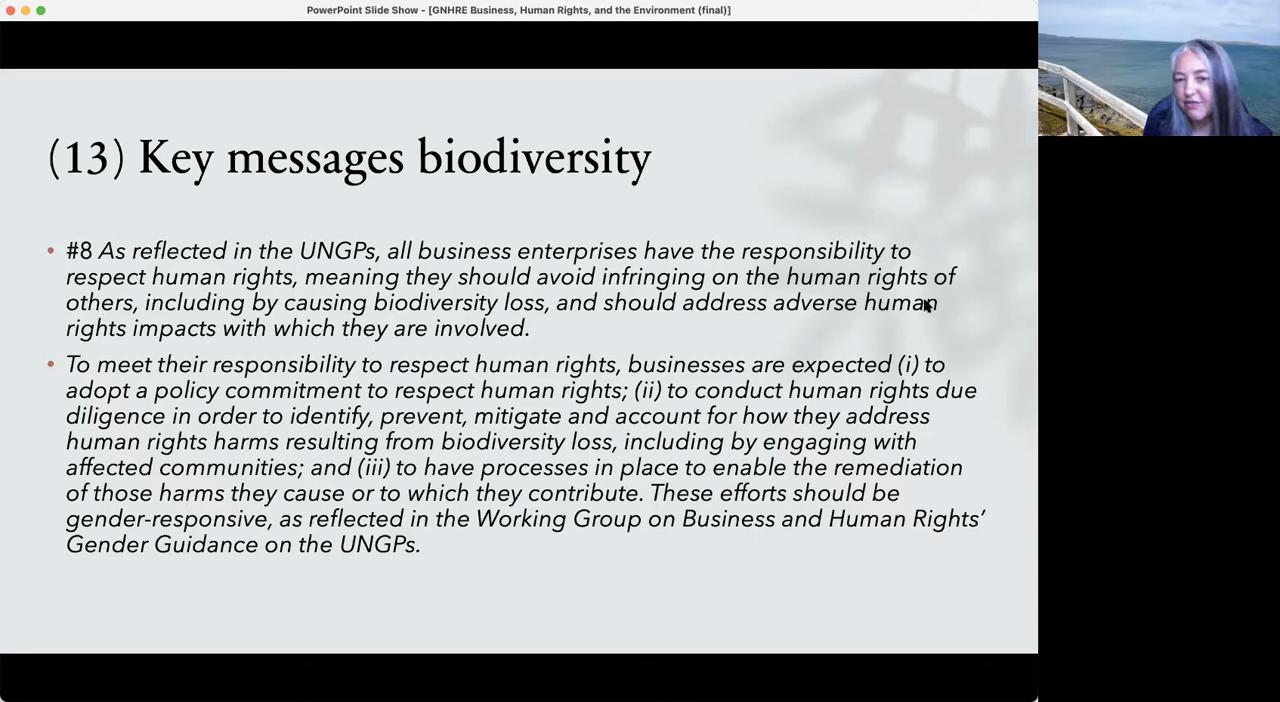 PowerPoint Slide Show - [GNHRE Business, Human Rights, and the Environment (final)]
(13) Key messages biodiversity
• #8 As reflected in the UNGPs, all business enterprises have the responsibility to
respect human rights, meaning they should avoid infringing on the human rights of
others, including by causing biodiversity loss, and should address adverse human
rights impacts with which they are involved.
• To meet their responsibility to respect human rights, businesses are expected (i) to
adopt a policy commitment to respect human rights; (ii) to conduct human rights due
diligence in order to identify, prevent, mitigate and account for how they address
human rights harms resulting from biodiversity loss, including by engaging with
affected communities; and (iii) to have processes in place to enable the remediation
of those harms they cause or to which they contribute. These efforts should be
gender-responsive, as reflected in the Working Group on Business and Human Rights’
Gender Guidance on the UNGPs.